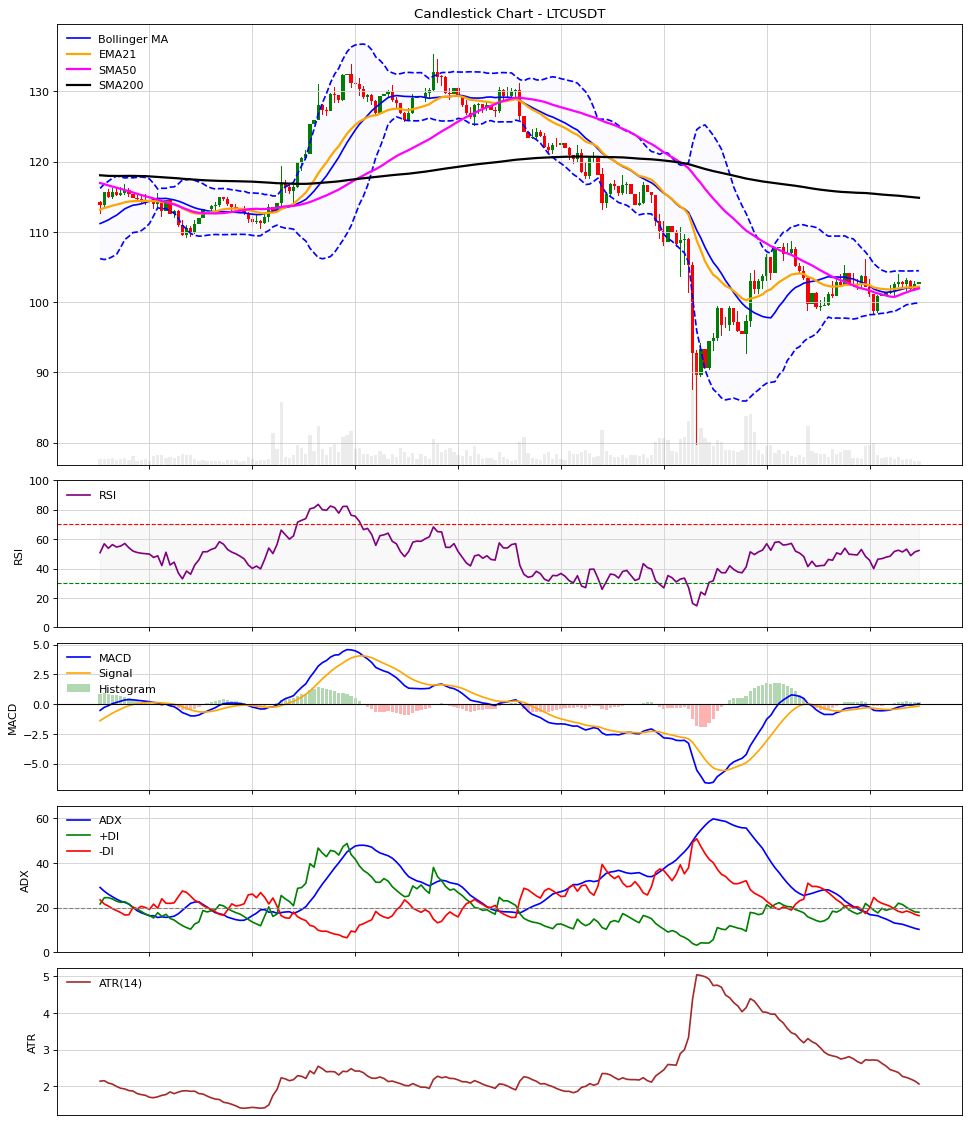 Candlestick Chart - LTCUSDT
Bollinger MA
EMA21
SMA50
SMA200
130
120
110
100
90
80
RSI
100
80
60
40
20
0
RSI
MACD
Signal
Histogram
5.0
2.5
0.0
−2.5
−5.0
MACD
ADX
+DI
-DI
60
40
20
0
ADX
ATR(14)
5
4
3
2
ATR